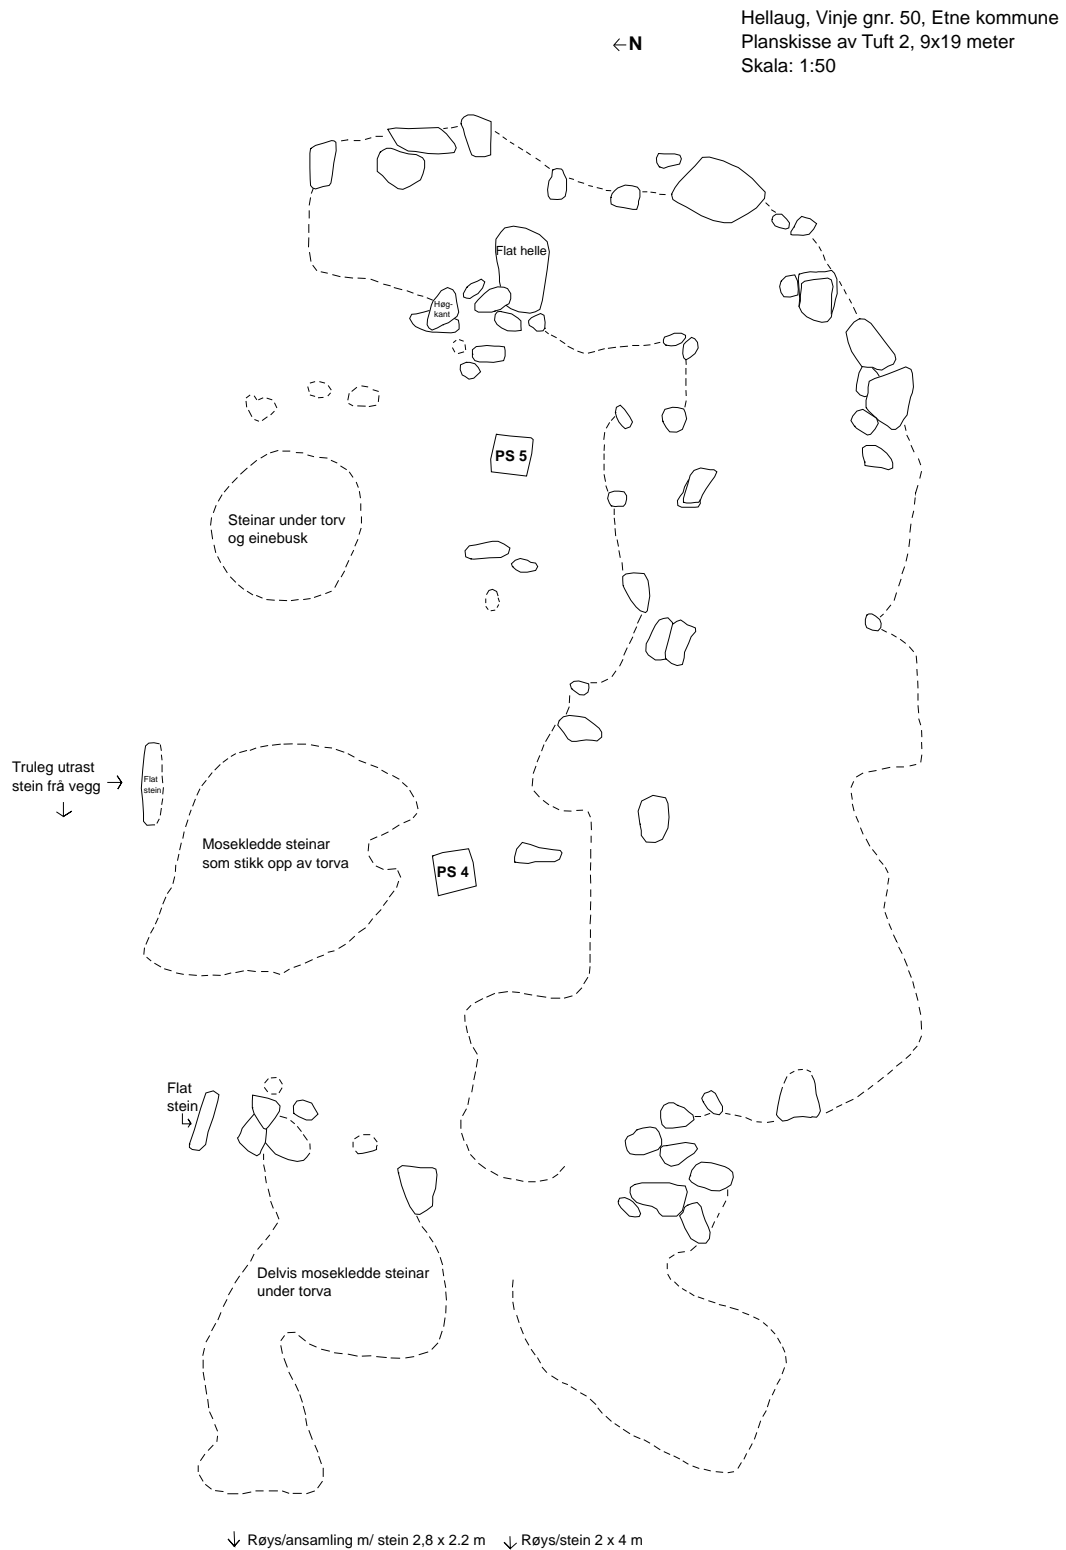 Hellaug, Vinje gnr. 50, Etne kommune
Planskisse av Tuft 2, 9x19 meter
Skala: 1:50
←N
Flat helle
Høg-
kant
PS 5
Steinar under torv
og einebusk
Truleg utrast
stein frå vegg →
↓
Flat
stein
Mosekledde steinar
som stikk opp av torva
PS 4
Flat
stein
Delvis mosekledde steinar
under torva
↓ Røys/ansamling m/ stein 2,8 x 2.2 m ↓ Røys/stein 2 x 4 m